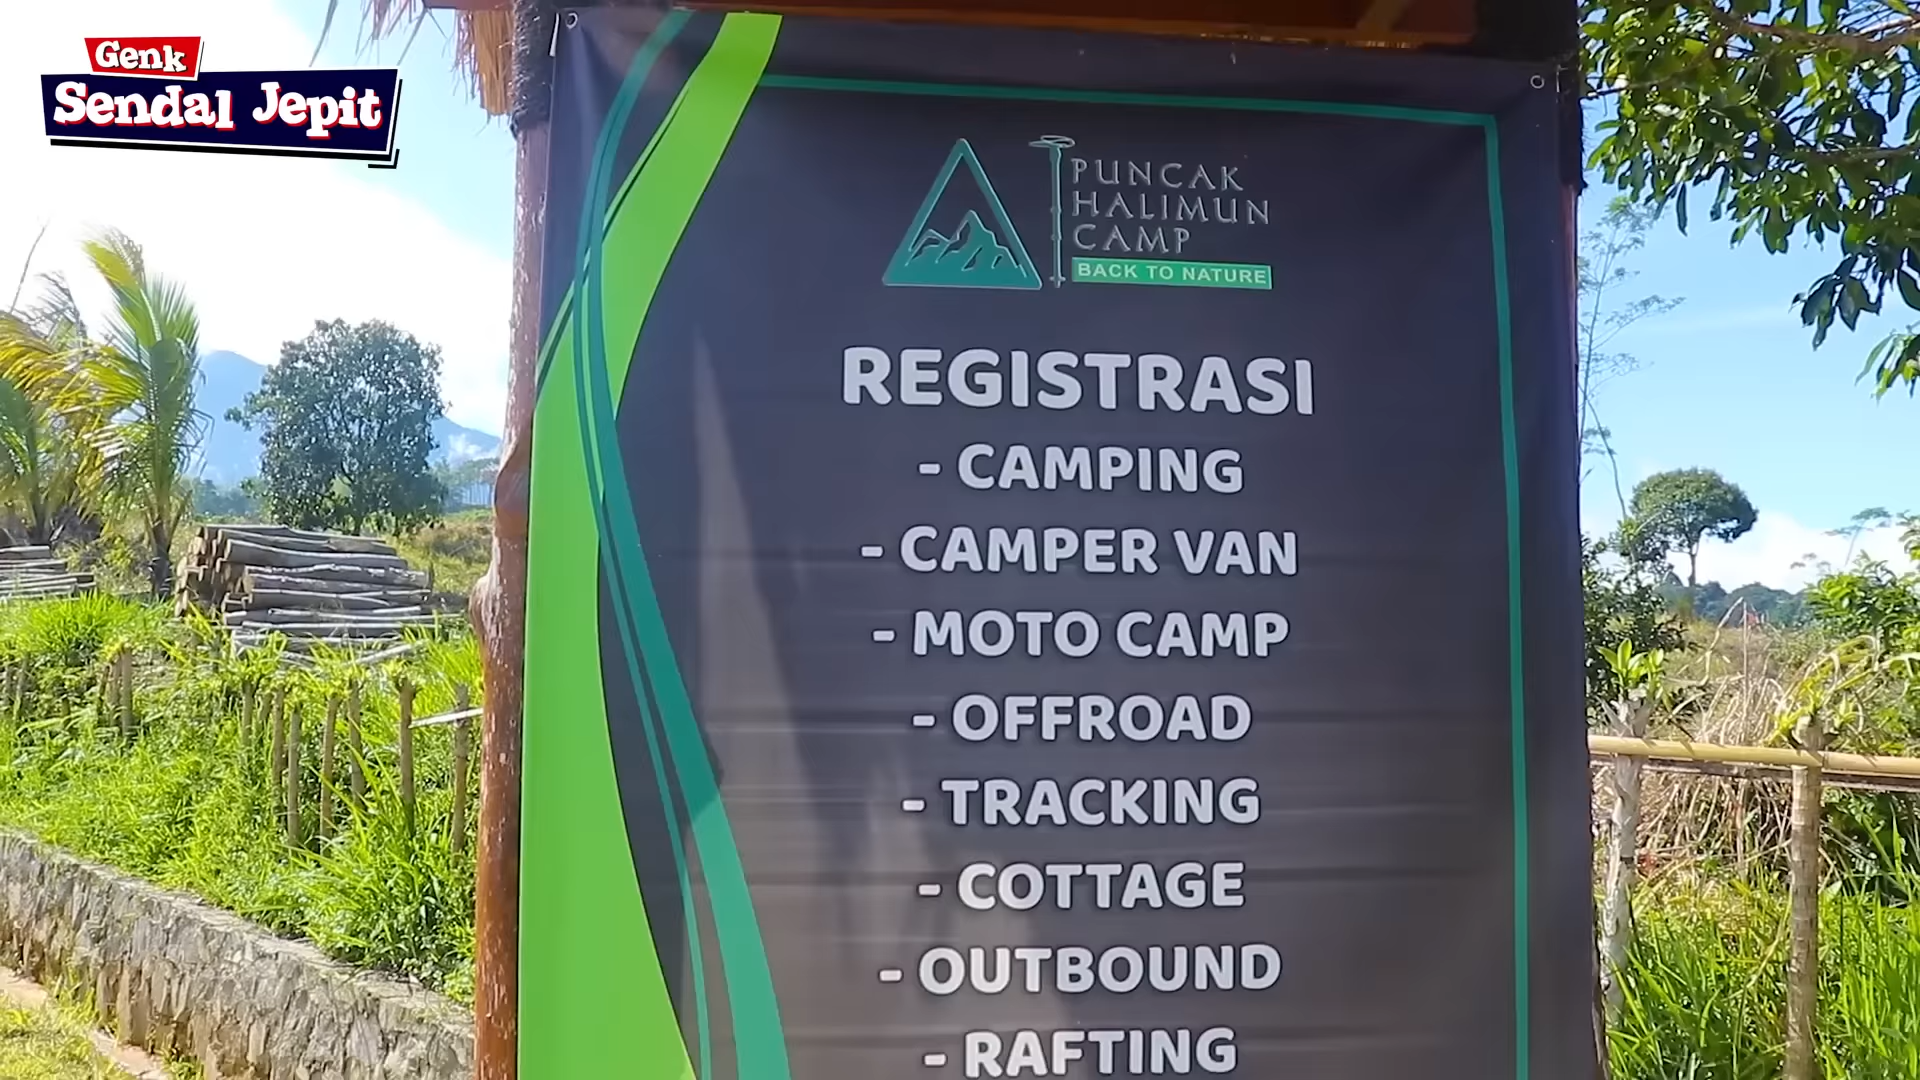 Genk
Sendal Jepit
PUNCAK
HALIMUN
CAMP
BACK TO NATURE
REGISTRASI
- CAMPING
- CAMPER VAN
- MOTO CAMP
- OFFROAD
- TRACKING
- COTTAGE
- OUTBOUND
- RAFTING